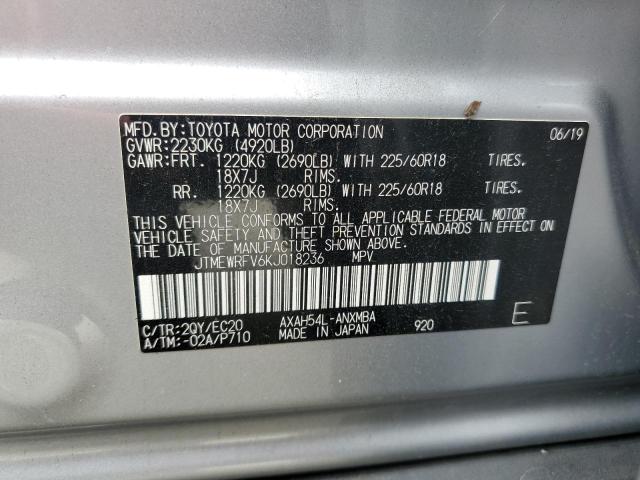 MFD.BY:TOYOTA MOTOR CORPORATION 06/19
GVWR:2230KG (4920LB)
GAWR:FRT. 1220KG (2690LB) WITH 225/60R18 TIRES.
18X7J RIMS.
RR. 1220KG (2690LB) WITH 225/60R18 TIRES.
18X7J RIMS.
THIS VEHICLE CONFORMS TO ALL APPLICABLE FEDERAL MOTOR
VEHICLE SAFETY AND THEFT PREVENTION STANDARDS IN EFFECT ON
THE DATE OF MANUFACTURE SHOWN ABOVE.
JTMEWRFV6KJ018236 MPV
C/TR:2QY/EC20 AXAH54L-ANXMBA 920 E
A/TM:-02A/P710 MADE IN JAPAN